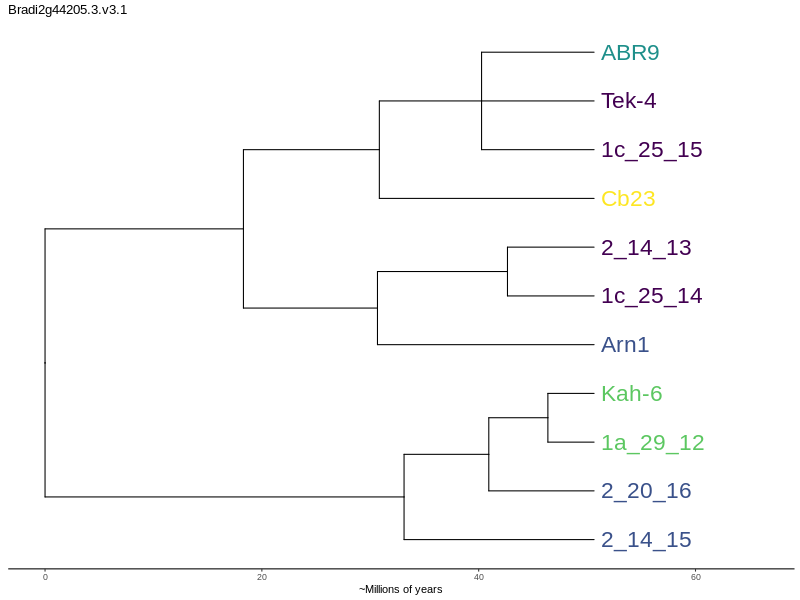 Bradi2g44205.3.v3.1
ABR9
Tek-4
1c_25_15
Cb23
2_14_13
1c_25_14
Arn1
Kah-6
1a_29_12
2_20_16
2_14_15
0 20 40 60
~Millions of years